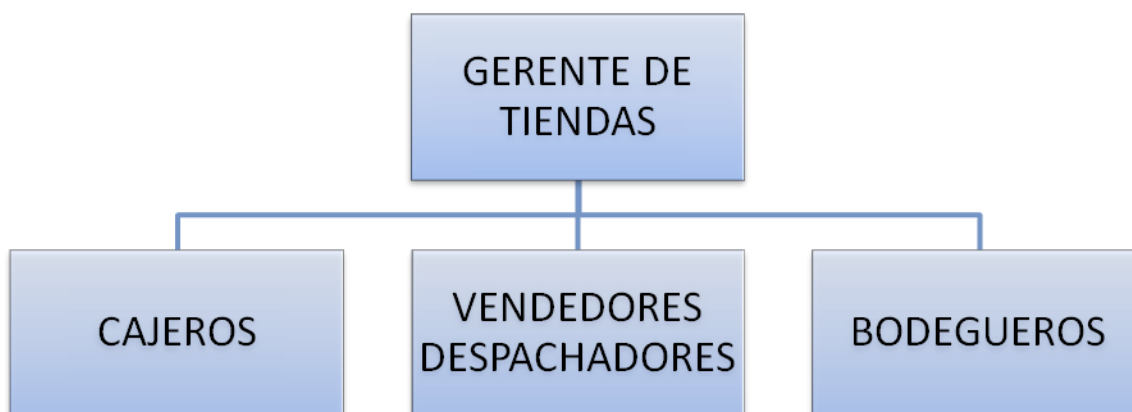 GERENTE DE
TIENDAS
CAJEROS
VENDEDORES
DESPACHADORES
BODEGUEROS